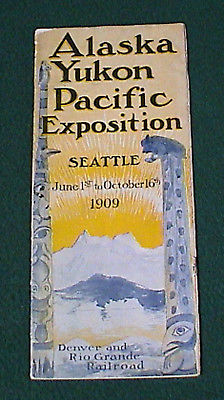 Alaska
Yukon
Pacific
Exposition
SEATTLE
June 1st to October 16th
1909
Denver and
Rio Grande
Railroad